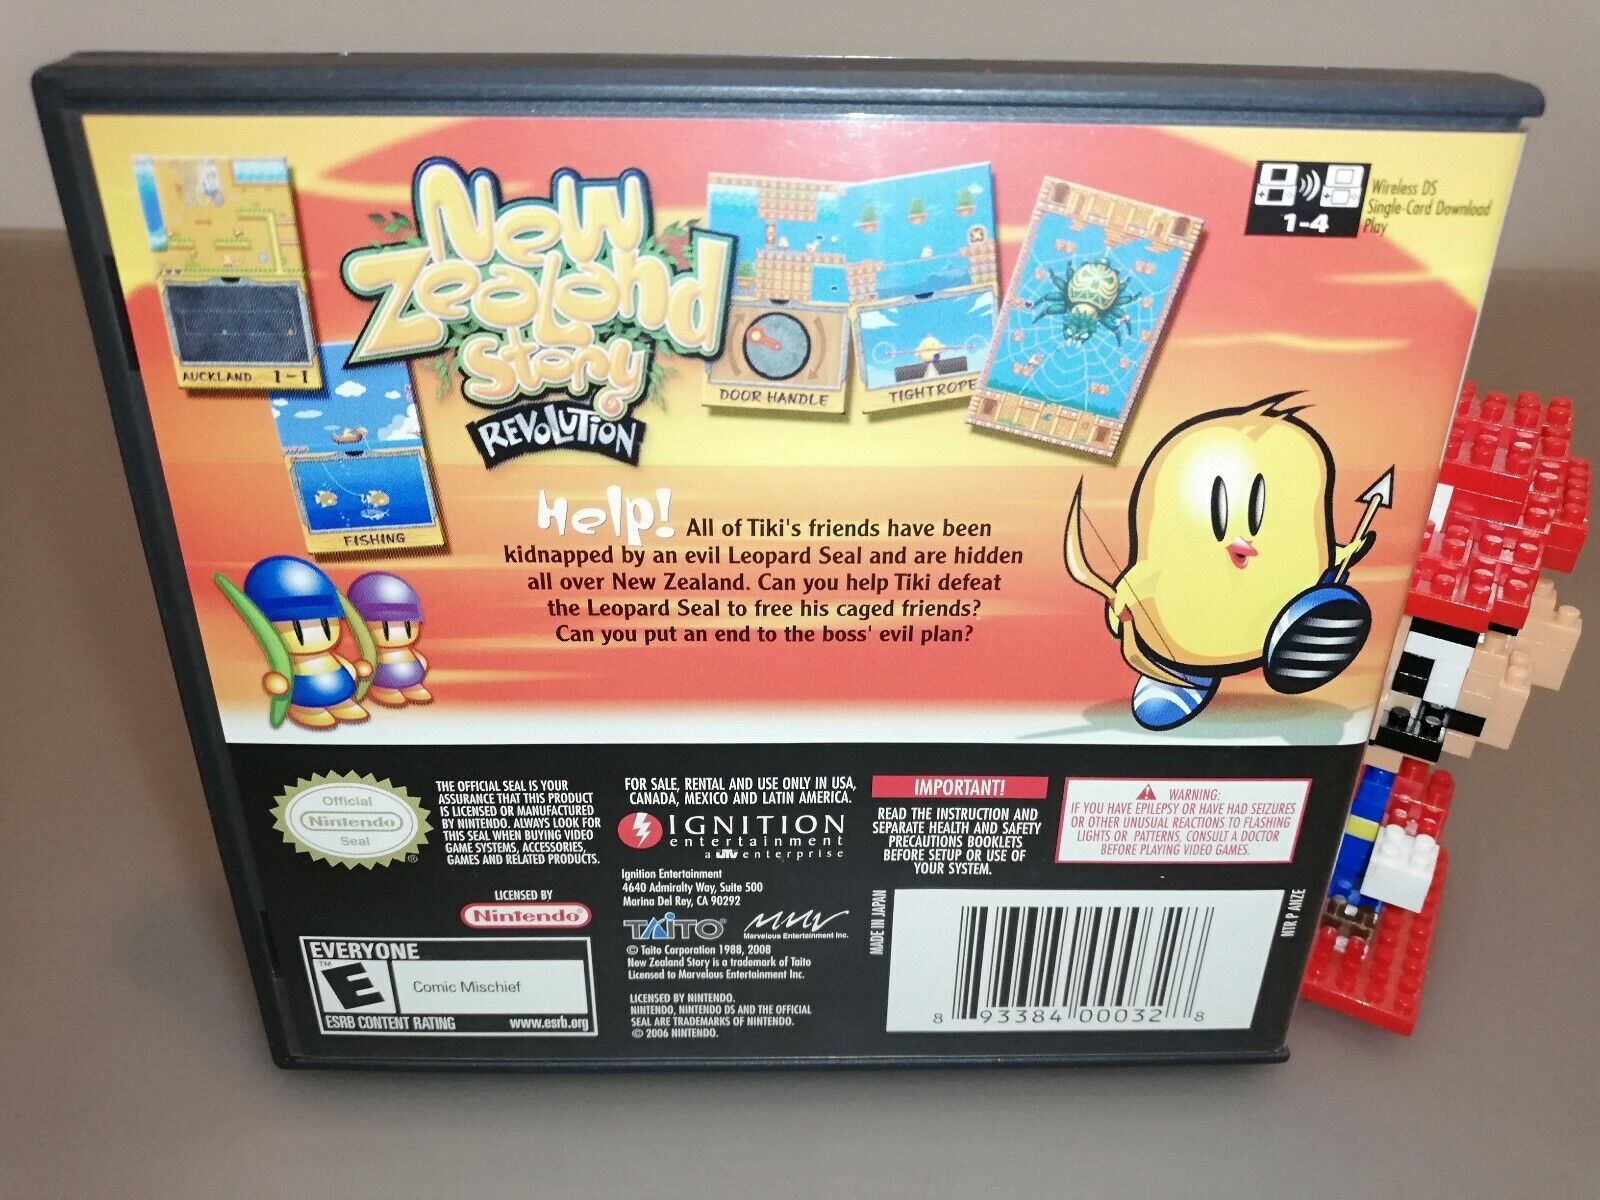 New
Zealand
Story
REVOLUTION
AUCKLAND 1-1
FISHING
DOOR HANDLE
TIGHTROPE
1-4
Wireless DS
Single-Card Download
Play
Help! All of Tiki's friends have been
kidnapped by an evil Leopard Seal and are hidden
all over New Zealand. Can you help Tiki defeat
the Leopard Seal to free his caged friends?
Can you put an end to the boss' evil plan?
Official
Nintendo
Seal
®
THE OFFICIAL SEAL IS YOUR
ASSURANCE THAT THIS PRODUCT
IS LICENSED OR MANUFACTURED
BY NINTENDO. ALWAYS LOOK FOR
THIS SEAL WHEN BUYING VIDEO
GAME SYSTEMS, ACCESSORIES,
GAMES AND RELATED PRODUCTS.
LICENSED BY
Nintendo®
EVERYONE
TM
E
Comic Mischief
ESRB CONTENT RATING www.esrb.org
FOR SALE, RENTAL AND USE ONLY IN USA,
CANADA, MEXICO AND LATIN AMERICA.
IGNITION
entertainment
a UTV enterprise
Ignition Entertainment
4640 Admiralty Way, Suite 500
Marina Del Rey, CA 90292
TAITO®
MMV
Marvelous Entertainment Inc.
© Taito Corporation 1988, 2008
New Zealand Story is a trademark of Taito
Licensed to Marvelous Entertainment Inc.
LICENSED BY NINTENDO.
NINTENDO, NINTENDO DS AND THE OFFICIAL
SEAL ARE TRADEMARKS OF NINTENDO.
© 2006 NINTENDO.
IMPORTANT!
READ THE INSTRUCTION AND
SEPARATE HEALTH AND SAFETY
PRECAUTIONS BOOKLETS
BEFORE SETUP OR USE OF
YOUR SYSTEM.
WARNING:
IF YOU HAVE EPILEPSY OR HAVE HAD SEIZURES
OR OTHER UNUSUAL REACTIONS TO FLASHING
LIGHTS OR PATTERNS, CONSULT A DOCTOR
BEFORE PLAYING VIDEO GAMES.
MADE IN JAPAN
8 93384 00032 8
NTR P ANZE